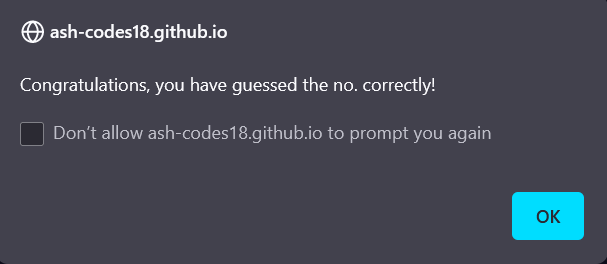 ash-codes18.github.io
Congratulations, you have guessed the no. correctly!
Don’t allow ash-codes18.github.io to prompt you again
OK